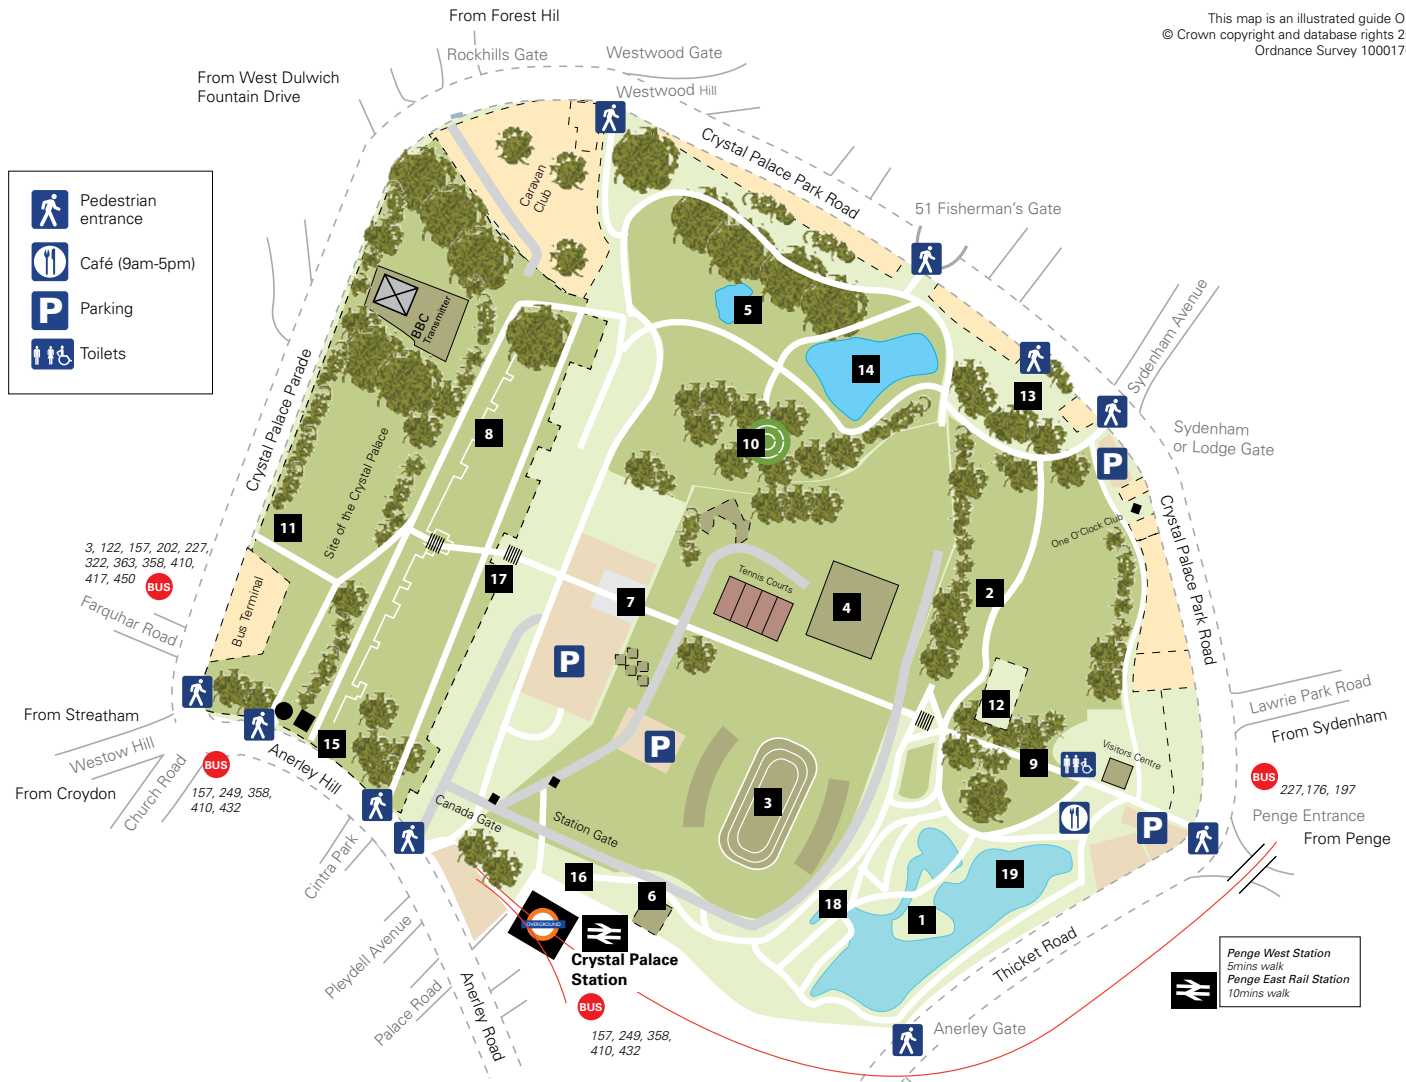 From Forest Hil
Rockhills Gate
Westwood Gate
Westwood Hill
From West Dulwich
Fountain Drive
This map is an illustrated guide O
© Crown copyright and database rights 2
Ordnance Survey 100017
Pedestrian
entrance
Café (9am-5pm)
P
Parking
Toilets
Caravan
Club
Crystal Palace Park Road
51 Fisherman's Gate
BBC
Transmitter
5
14
13
Sydenham Avenue
Sydenham
or Lodge Gate
P
Crystal Palace Parade
8
10
Site of the Crystal Palace
11
One O'Clock Club
Crystal Palace Park Road
3, 122, 157, 202, 227,
322, 363, 358, 410,
417, 450
BUS
Farquhar Road
Bus Terminal
17
7
Tennis Courts
4
2
P
12
Lawrie Park Road
From Sydenham
From Streatham
Westow Hill
Church Road
From Croydon
BUS
157, 249, 358,
410, 432
Anerley Hill
15
P
9
Visitors Centre
BUS
227,176, 197
Penge Entrance
From Penge
P
3
Canada Gate
Station Gate
Cintra Park
16
6
18
1
19
OVERGROUND
Crystal Palace
Station
BUS
157, 249, 358,
410, 432
Pleydell Avenue
Palace Road
Anerley Road
Thicket Road
Anerley Gate
Penge West Station
5mins walk
Penge East Rail Station
10mins walk